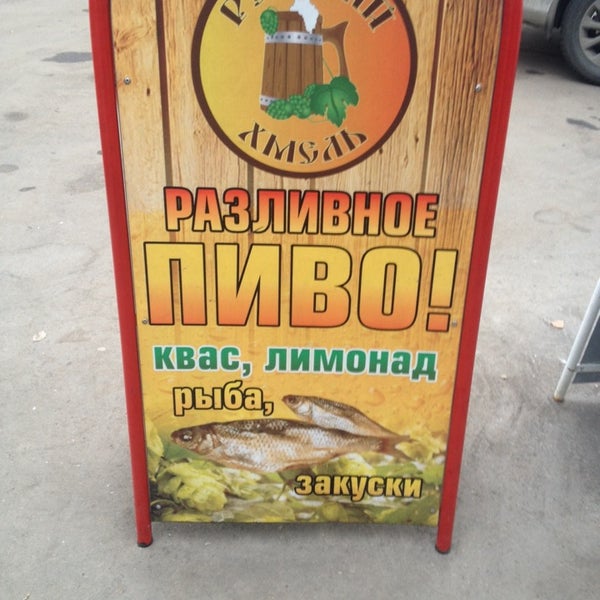 ХМЕЛЬ
РАЗЛИВНОЕ
ПИВО!
квас, лимонад
рыба,
закуски